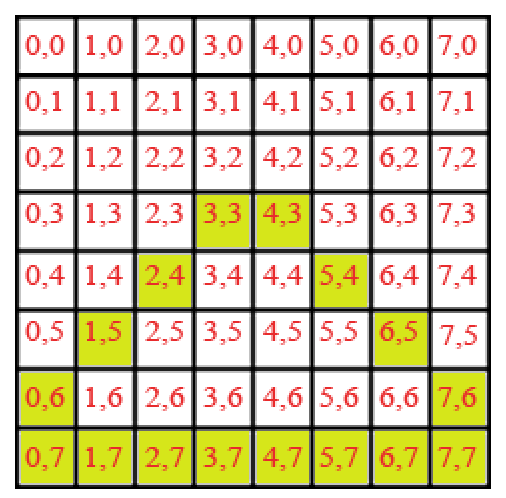 0,0 1,0 2,0 3,0 4,0 5,0 6,0 7,0
0,1 1,1 2,1 3,1 4,1 5,1 6,1 7,1
0,2 1,2 2,2 3,2 4,2 5,2 6,2 7,2
0,3 1,3 2,3 3,3 4,3 5,3 6,3 7,3
0,4 1,4 2,4 3,4 4,4 5,4 6,4 7,4
0,5 1,5 2,5 3,5 4,5 5,5 6,5 7,5
0,6 1,6 2,6 3,6 4,6 5,6 6,6 7,6
0,7 1,7 2,7 3,7 4,7 5,7 6,7 7,7